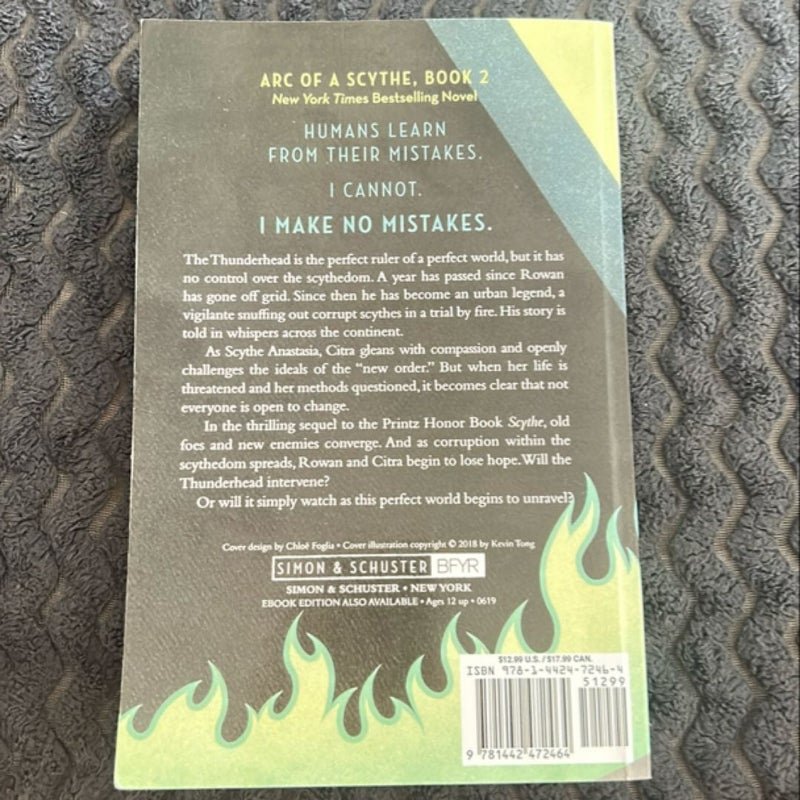 ARC OF A SCYTHE, BOOK 2
New York Times Bestselling Novel
HUMANS LEARN
FROM THEIR MISTAKES.
I CANNOT.
I MAKE NO MISTAKES.
The Thunderhead is the perfect ruler of a perfect world, but it has
no control over the scythedom. A year has passed since Rowan
has gone off grid. Since then he has become an urban legend, a
vigilante snuffing out corrupt scythes in a trial by fire. His story is
told in whispers across the continent.
As Scythe Anastasia, Citra gleans with compassion and openly
challenges the ideals of the “new order.” But when her life is
threatened and her methods questioned, it becomes clear that not
everyone is open to change.
In the thrilling sequel to the Printz Honor Book Scythe, old
foes and new enemies converge. And as corruption within the
scythedom spreads, Rowan and Citra begin to lose hope. Will the
Thunderhead intervene?
Or will it simply watch as this perfect world begins to unravel?
Cover design by Chloë Foglia • Cover illustration copyright © 2018 by Kevin Tong
SIMON & SCHUSTER BFYR
SIMON & SCHUSTER • NEW YORK
EBOOK EDITION ALSO AVAILABLE • Ages 12 up • 0619
$12.99 U.S./$17.99 CAN.
ISBN 978-1-4424-7246-4
51299
9 781442 472464